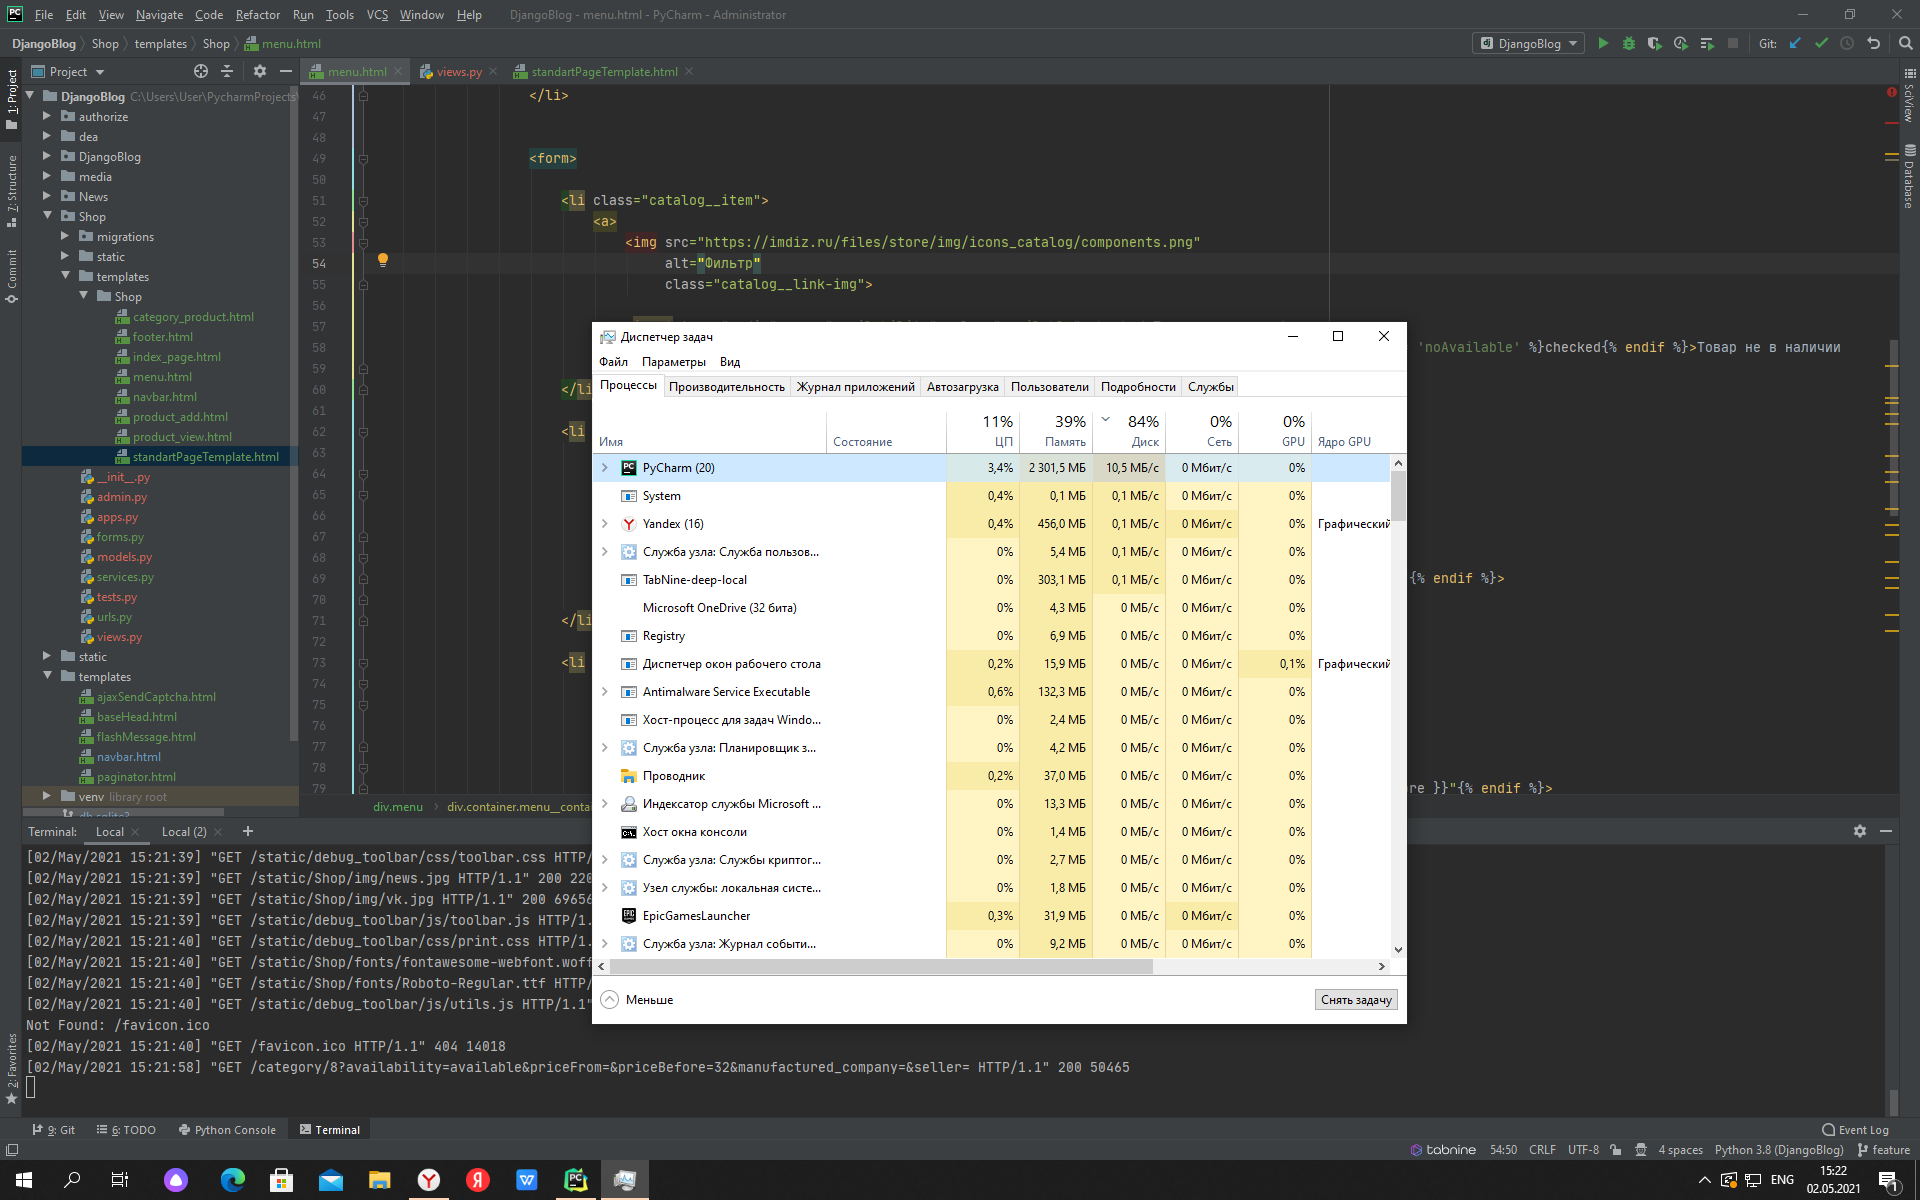 File Edit View Navigate Code Refactor Run Tools VCS Window Help DjangoBlog - menu.html - PyCharm - Administrator
DjangoBlog Shop templates Shop menu.html DjangoBlog Git:
Project menu.html views.py standartPageTemplate.html
1: Project
7: Structure
Commit
2: Favorites
SciView
Database
DjangoBlog C:\Users\User\PycharmProjects\
authorize
dea
DjangoBlog
media
News
Shop
migrations
static
templates
Shop
category_product.html
footer.html
index_page.html
menu.html
navbar.html
product_add.html
product_view.html
standartPageTemplate.html
__init__.py
admin.py
apps.py
forms.py
models.py
services.py
tests.py
urls.py
views.py
static
templates
ajaxSendCaptcha.html
baseHead.html
flashMessage.html
navbar.html
paginator.html
venv library root
46 </li>
47
48
49 <form>
50
51 <li class="catalog__item">
52 <a>
53 <img src="https://imdiz.ru/files/store/img/icons_catalog/components.png"
54 alt="Фильтр"
55 class="catalog__link-img">
56
57
58 'noAvailable' %}checked{% endif %}>Товар не в наличии
59
60 </li
61
62 <li
63
64
65
66
67
68
69 {% endif %}>
70
71 </li
72
73 <li
74
75
76
77
78
79 re }}"{% endif %}>
div.menu div.container.menu__conta
Диспетчер задач
Файл Параметры Вид
Процессы Производительность Журнал приложений Автозагрузка Пользователи Подробности Службы
11% 39% 84% 0% 0%
Имя Состояние ЦП Память Диск Сеть GPU Ядро GPU
PyCharm (20) 3,4% 2 301,5 МБ 10,5 МБ/с 0 Мбит/с 0%
System 0,4% 0,1 МБ 0,1 МБ/с 0 Мбит/с 0%
Yandex (16) 0,4% 456,0 МБ 0,1 МБ/с 0 Мбит/с 0% Графический
Служба узла: Служба пользов... 0% 5,4 МБ 0,1 МБ/с 0 Мбит/с 0%
TabNine-deep-local 0% 303,1 МБ 0,1 МБ/с 0 Мбит/с 0%
Microsoft OneDrive (32 бита) 0% 4,3 МБ 0 МБ/с 0 Мбит/с 0%
Registry 0% 6,9 МБ 0 МБ/с 0 Мбит/с 0%
Диспетчер окон рабочего стола 0,2% 15,9 МБ 0 МБ/с 0 Мбит/с 0,1% Графический
Antimalware Service Executable 0,6% 132,3 МБ 0 МБ/с 0 Мбит/с 0%
Хост-процесс для задач Windo... 0% 2,4 МБ 0 МБ/с 0 Мбит/с 0%
Служба узла: Планировщик з... 0% 4,2 МБ 0 МБ/с 0 Мбит/с 0%
Проводник 0,2% 37,0 МБ 0 МБ/с 0 Мбит/с 0%
Индексатор службы Microsoft ... 0% 13,3 МБ 0 МБ/с 0 Мбит/с 0%
Хост окна консоли 0% 1,4 МБ 0 МБ/с 0 Мбит/с 0%
Служба узла: Службы криптог... 0% 2,7 МБ 0 МБ/с 0 Мбит/с 0%
Узел службы: локальная систе... 0% 1,8 МБ 0 МБ/с 0 Мбит/с 0%
EpicGamesLauncher 0,3% 31,9 МБ 0 МБ/с 0 Мбит/с 0%
Служба узла: Журнал событи... 0% 9,2 МБ 0 МБ/с 0 Мбит/с 0%
Меньше Снять задачу
Terminal: Local Local (2) +
[02/May/2021 15:21:39] "GET /static/debug_toolbar/css/toolbar.css HTTP/
[02/May/2021 15:21:39] "GET /static/Shop/img/news.jpg HTTP/1.1" 200 220
[02/May/2021 15:21:39] "GET /static/Shop/img/vk.jpg HTTP/1.1" 200 69656
[02/May/2021 15:21:39] "GET /static/debug_toolbar/js/toolbar.js HTTP/1.
[02/May/2021 15:21:40] "GET /static/debug_toolbar/css/print.css HTTP/1.
[02/May/2021 15:21:40] "GET /static/Shop/fonts/fontawesome-webfont.woff
[02/May/2021 15:21:40] "GET /static/Shop/fonts/Roboto-Regular.ttf HTTP/
[02/May/2021 15:21:40] "GET /static/debug_toolbar/js/utils.js HTTP/1.1"
Not Found: /favicon.ico
[02/May/2021 15:21:40] "GET /favicon.ico HTTP/1.1" 404 14018
[02/May/2021 15:21:58] "GET /category/8?availability=available&priceFrom=&priceBefore=32&manufactured_company=&seller= HTTP/1.1" 200 50465
9: Git 6: TODO Python Console Terminal Event Log
tabnine 54:50 CRLF UTF-8 4 spaces Python 3.8 (DjangoBlog) feature
ENG 15:22
02.05.2021
1